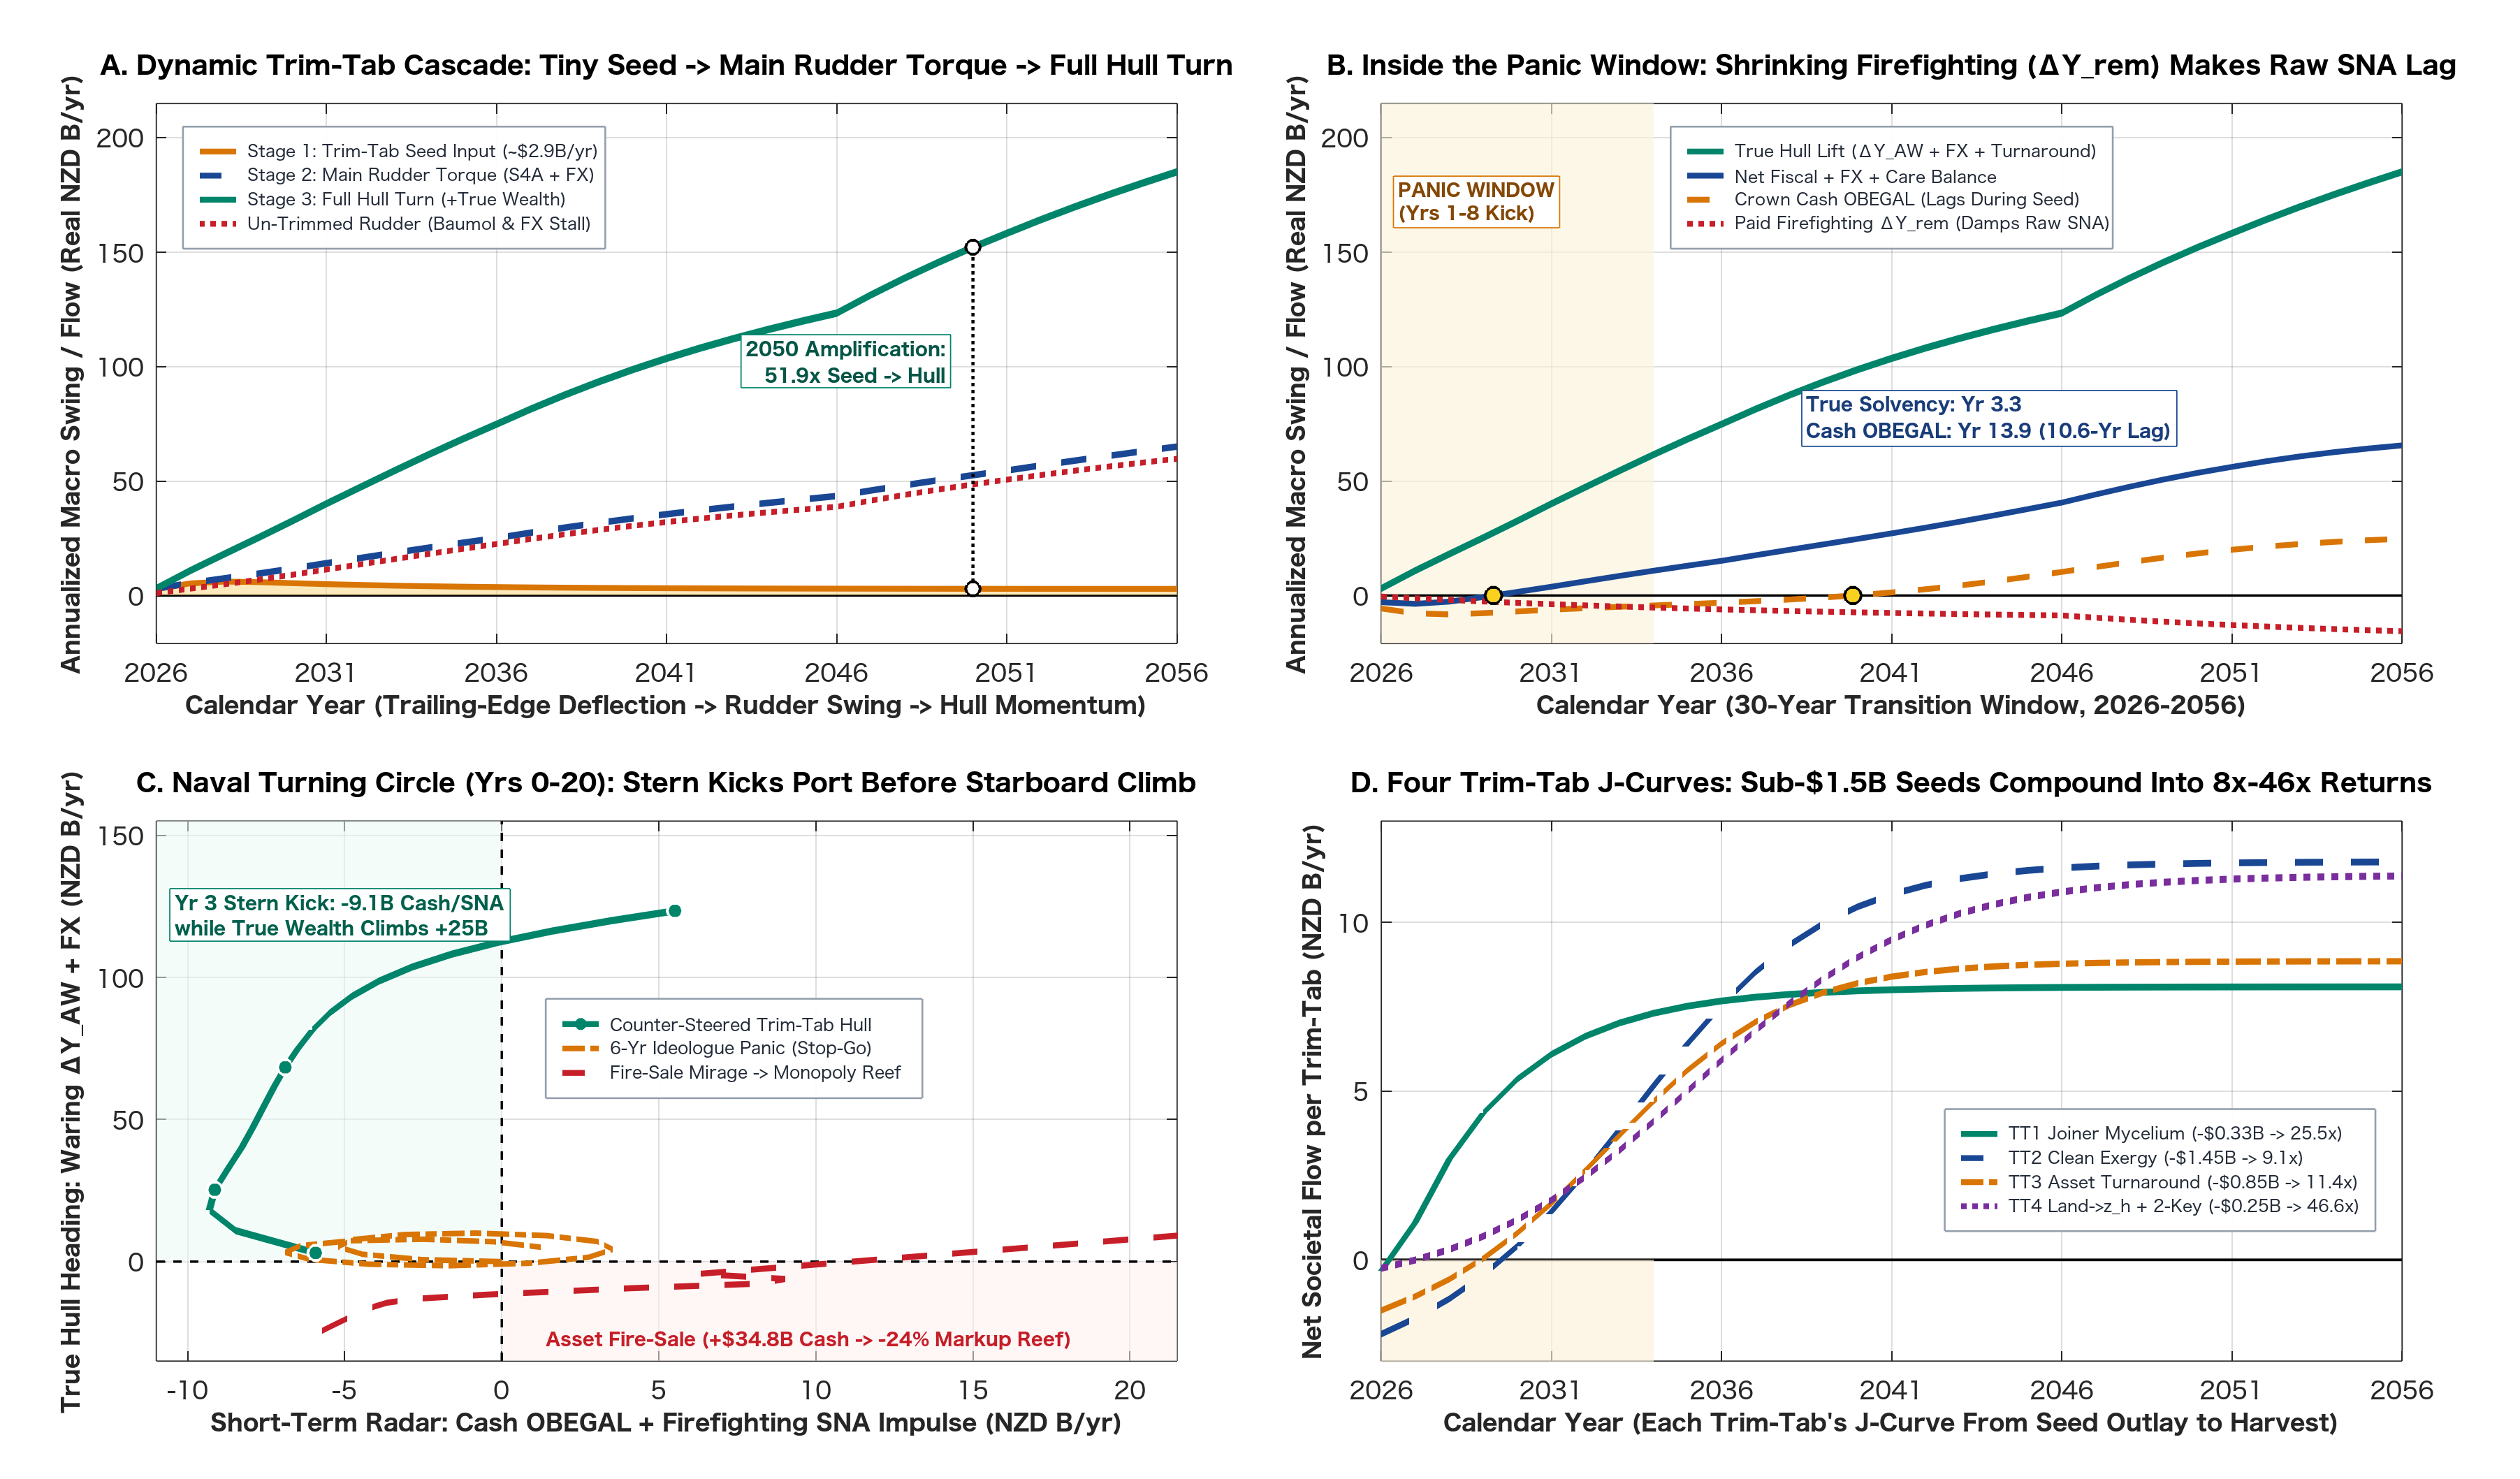 A. Dynamic Trim-Tab Cascade: Tiny Seed -> Main Rudder Torque -> Full Hull Turn
Annualized Macro Swing / Flow (Real NZD B/yr)
200
150
100
50
0
Stage 1: Trim-Tab Seed Input (~$2.9B/yr)
Stage 2: Main Rudder Torque (S4A + FX)
Stage 3: Full Hull Turn (+True Wealth)
Un-Trimmed Rudder (Baumol & FX Stall)
2050 Amplification:
51.9x Seed -> Hull
2026 2031 2036 2041 2046 2051 2056
Calendar Year (Trailing-Edge Deflection -> Rudder Swing -> Hull Momentum)
B. Inside the Panic Window: Shrinking Firefighting (ΔY_rem) Makes Raw SNA Lag
Annualized Macro Swing / Flow (Real NZD B/yr)
200
150
100
50
0
PANIC WINDOW
(Yrs 1-8 Kick)
True Hull Lift (ΔY_AW + FX + Turnaround)
Net Fiscal + FX + Care Balance
Crown Cash OBEGAL (Lags During Seed)
Paid Firefighting ΔY_rem (Damps Raw SNA)
True Solvency: Yr 3.3
Cash OBEGAL: Yr 13.9 (10.6-Yr Lag)
2026 2031 2036 2041 2046 2051 2056
Calendar Year (30-Year Transition Window, 2026-2056)
C. Naval Turning Circle (Yrs 0-20): Stern Kicks Port Before Starboard Climb
True Hull Heading: Waring ΔY_AW + FX (NZD B/yr)
150
100
50
0
Yr 3 Stern Kick: -9.1B Cash/SNA
while True Wealth Climbs +25B
Counter-Steered Trim-Tab Hull
6-Yr Ideologue Panic (Stop-Go)
Fire-Sale Mirage -> Monopoly Reef
Asset Fire-Sale (+$34.8B Cash -> -24% Markup Reef)
-10 -5 0 5 10 15 20
Short-Term Radar: Cash OBEGAL + Firefighting SNA Impulse (NZD B/yr)
D. Four Trim-Tab J-Curves: Sub-$1.5B Seeds Compound Into 8x-46x Returns
Net Societal Flow per Trim-Tab (NZD B/yr)
10
5
0
TT1 Joiner Mycelium (-$0.33B -> 25.5x)
TT2 Clean Exergy (-$1.45B -> 9.1x)
TT3 Asset Turnaround (-$0.85B -> 11.4x)
TT4 Land->z_h + 2-Key (-$0.25B -> 46.6x)
2026 2031 2036 2041 2046 2051 2056
Calendar Year (Each Trim-Tab's J-Curve From Seed Outlay to Harvest)